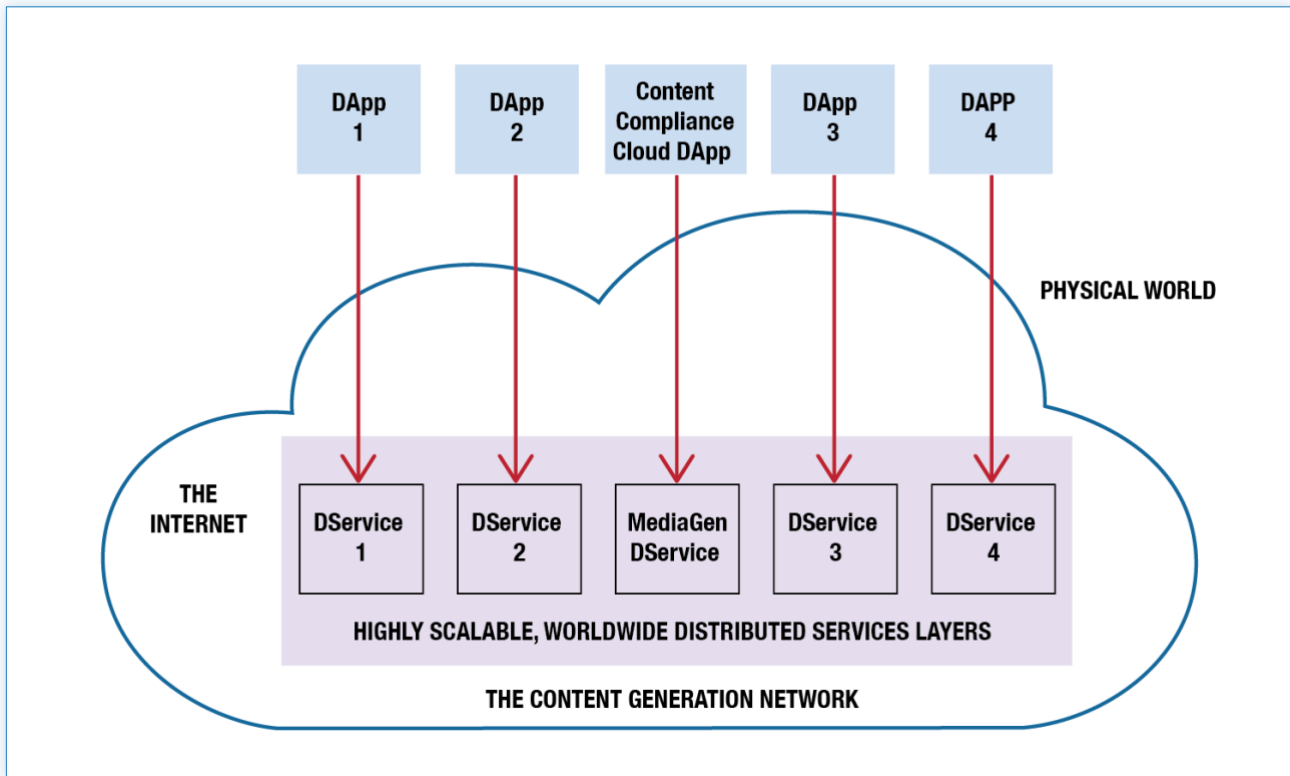 DApp
1
DApp
2
Content
Compliance
Cloud DApp
DApp
3
DAPP
4
PHYSICAL WORLD
THE
INTERNET
DService
1
DService
2
MediaGen
DService
DService
3
DService
4
HIGHLY SCALABLE, WORLDWIDE DISTRIBUTED SERVICES LAYERS
THE CONTENT GENERATION NETWORK